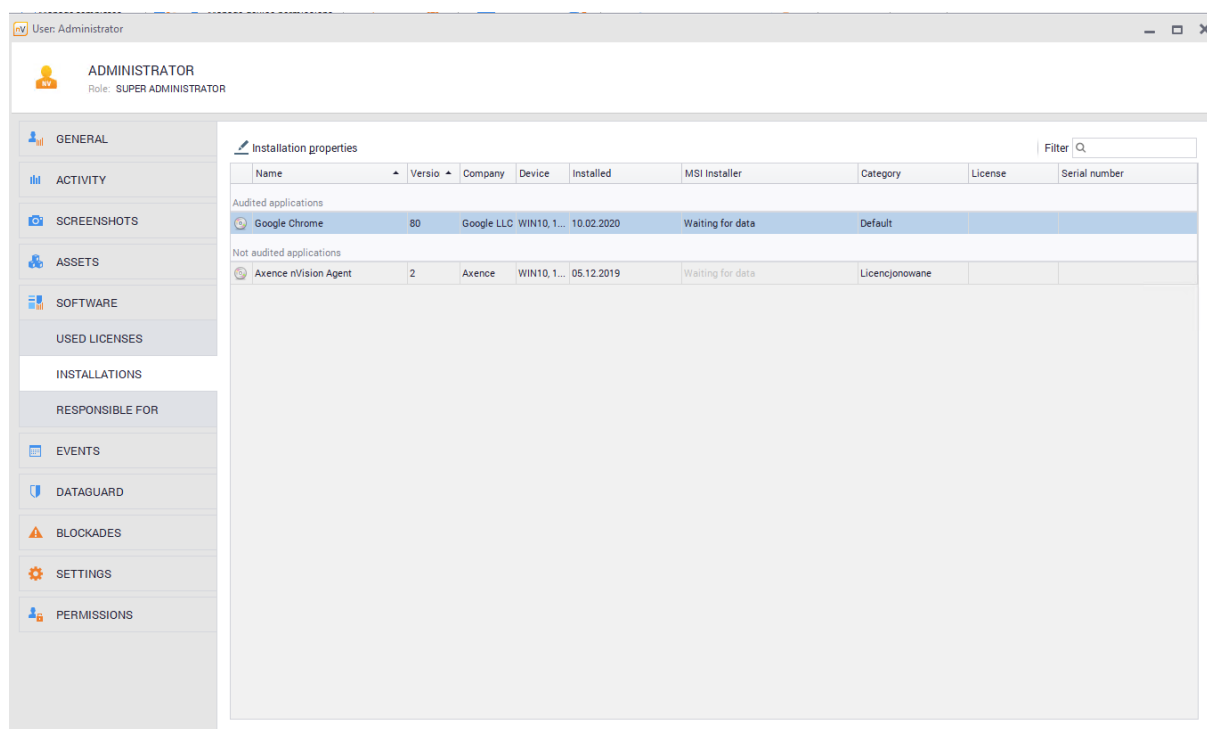 User: Administrator
ADMINISTRATOR
Role: SUPER ADMINISTRATOR
GENERAL
ACTIVITY
SCREENSHOTS
ASSETS
SOFTWARE
USED LICENSES
INSTALLATIONS
RESPONSIBLE FOR
EVENTS
DATAGUARD
BLOCKADES
SETTINGS
PERMISSIONS
Installation properties Filter
Name Versio Company Device Installed MSI Installer Category License Serial number
Audited applications
Google Chrome 80 Google LLC WIN10, 1... 10.02.2020 Waiting for data Default
Not audited applications
Axence nVision Agent 2 Axence WIN10, 1... 05.12.2019 Waiting for data Licencjonowane